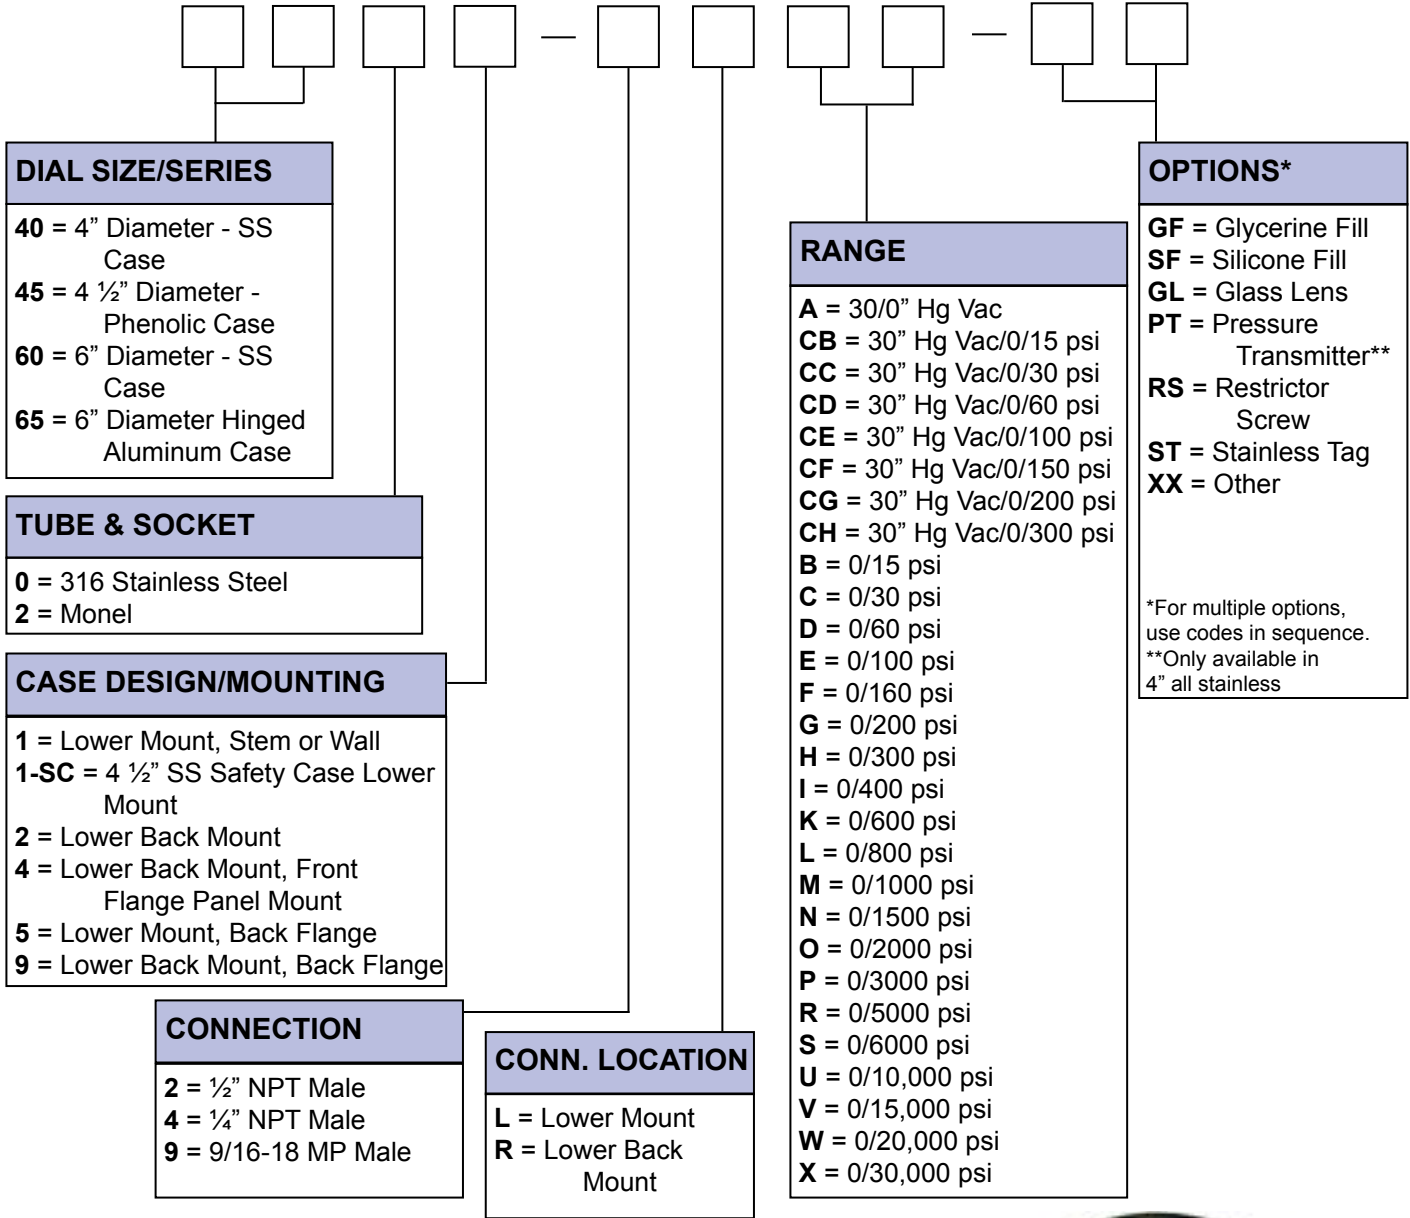 DIAL SIZE/SERIES
40 = 4” Diameter - SS
Case
45 = 4 ½” Diameter -
Phenolic Case
60 = 6” Diameter - SS
Case
65 = 6” Diameter Hinged
Aluminum Case
TUBE & SOCKET
0 = 316 Stainless Steel
2 = Monel
CASE DESIGN/MOUNTING
1 = Lower Mount, Stem or Wall
1-SC = 4 ½” SS Safety Case Lower
Mount
2 = Lower Back Mount
4 = Lower Back Mount, Front
Flange Panel Mount
5 = Lower Mount, Back Flange
9 = Lower Back Mount, Back Flange
CONNECTION
2 = ½” NPT Male
4 = ¼” NPT Male
9 = 9/16-18 MP Male
CONN. LOCATION
L = Lower Mount
R = Lower Back
Mount
RANGE
A = 30/0” Hg Vac
CB = 30” Hg Vac/0/15 psi
CC = 30” Hg Vac/0/30 psi
CD = 30” Hg Vac/0/60 psi
CE = 30” Hg Vac/0/100 psi
CF = 30” Hg Vac/0/150 psi
CG = 30” Hg Vac/0/200 psi
CH = 30” Hg Vac/0/300 psi
B = 0/15 psi
C = 0/30 psi
D = 0/60 psi
E = 0/100 psi
F = 0/160 psi
G = 0/200 psi
H = 0/300 psi
I = 0/400 psi
K = 0/600 psi
L = 0/800 psi
M = 0/1000 psi
N = 0/1500 psi
O = 0/2000 psi
P = 0/3000 psi
R = 0/5000 psi
S = 0/6000 psi
U = 0/10,000 psi
V = 0/15,000 psi
W = 0/20,000 psi
X = 0/30,000 psi
OPTIONS*
GF = Glycerine Fill
SF = Silicone Fill
GL = Glass Lens
PT = Pressure
Transmitter**
RS = Restrictor
Screw
ST = Stainless Tag
XX = Other
*For multiple options,
use codes in sequence.
**Only available in
4” all stainless